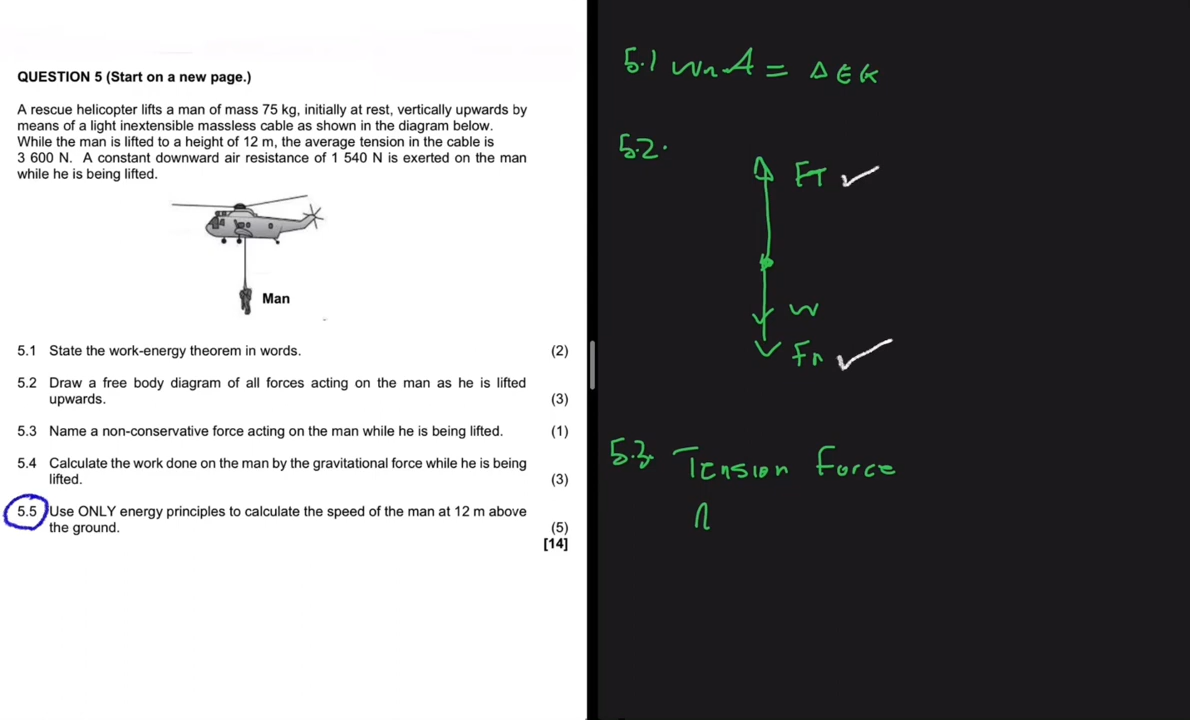 QUESTION 5 (Start on a new page.)
A rescue helicopter lifts a man of mass 75 kg, initially at rest, vertically upwards by
means of a light inextensible massless cable as shown in the diagram below.
While the man is lifted to a height of 12 m, the average tension in the cable is
3 600 N. A constant downward air resistance of 1 540 N is exerted on the man
while he is being lifted.
Man
5.1 State the work-energy theorem in words. (2)
5.2 Draw a free body diagram of all forces acting on the man as he is lifted
upwards. (3)
5.3 Name a non-conservative force acting on the man while he is being lifted. (1)
5.4 Calculate the work done on the man by the gravitational force while he is being
lifted. (3)
5.5 Use ONLY energy principles to calculate the speed of the man at 12 m above
the ground. (5)
[14]
5.1 = Δ E K
5.2.
FT
W
5.3. Tension Force